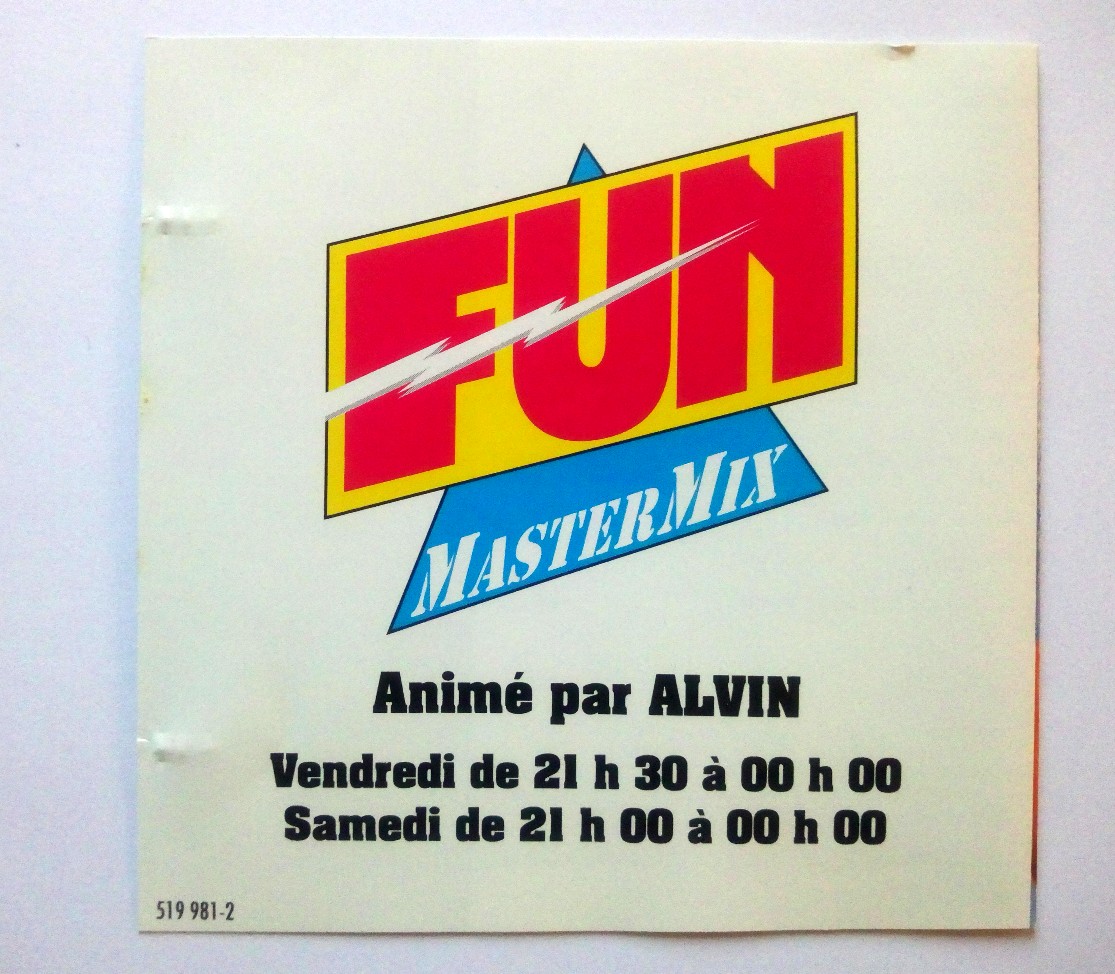 FUN
MASTERMIX
Animé par ALVIN
Vendredi de 21 h 30 à 00 h 00
Samedi de 21 h 00 à 00 h 00
519 981-2